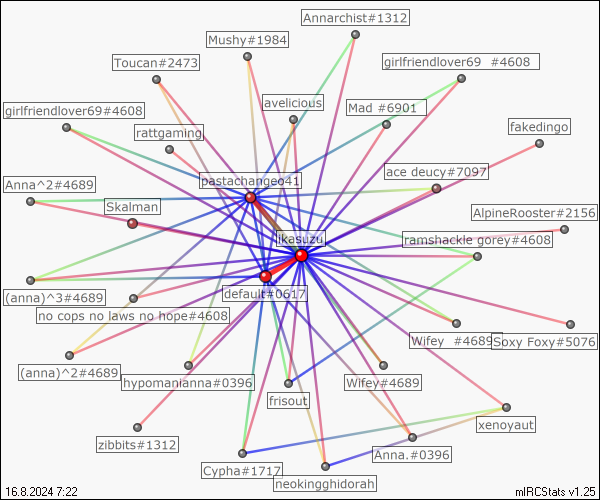 Annarchist#1312
Mushy#1984
Toucan#2473
girlfriendlover69 #4608
avelicious
Mad #6901
girlfriendlover69#4608
rattgaming
fakedingo
ace deucy#7097
pastachangeo41
Anna^2#4689
Skalman
AlpineRooster#2156
ikasuzu
ramshackle gorey#4608
default#0617
(anna)^3#4689
no cops no laws no hope#4608
Wifey #4689
Soxy Foxy#5076
(anna)^2#4689
hypomanianna#0396
Wifey#4689
frisout
xenoyaut
zibbits#1312
Anna.#0396
Cypha#1717
neokingghidorah
16.8.2024 7:22
mIRCStats v1.25